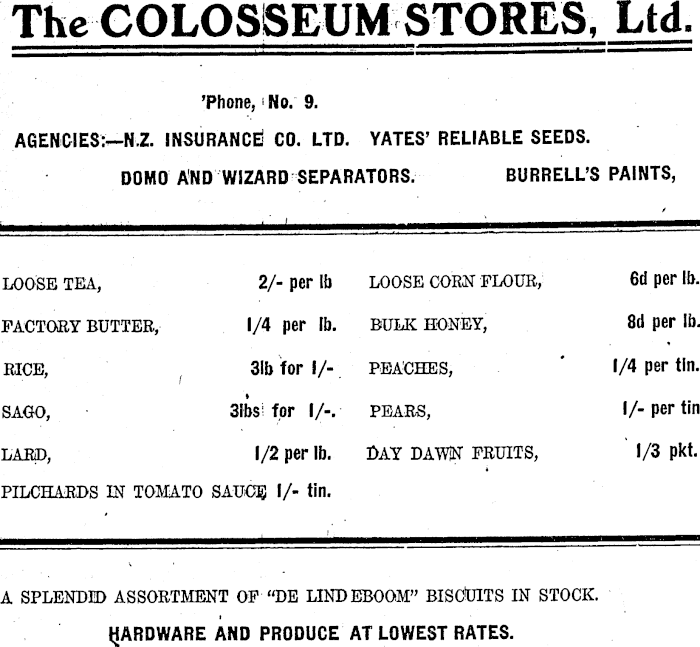 The COLOSSEUM STORES, Ltd.
'Phone, No. 9.
AGENCIES:—N.Z. INSURANCE CO. LTD. YATES' RELIABLE SEEDS.
DOMO AND WIZARD SEPARATORS. BURRELL'S PAINTS,
LOOSE TEA, 2/- per lb LOOSE CORN FLOUR, 6d per lb.
FACTORY BUTTER, 1/4 per lb. BULK HONEY, 8d per lb.
RICE, 3lb for 1/- PEACHES, 1/4 per tin.
SAGO, 3lbs for 1/-. PEARS, 1/- per tin
LARD, 1/2 per lb. DAY DAWN FRUITS, 1/3 pkt.
PILCHARDS IN TOMATO SAUCE, 1/- tin.
A SPLENDID ASSORTMENT OF "DE LINDEBOOM" BISCUITS IN STOCK.
HARDWARE AND PRODUCE AT LOWEST RATES.